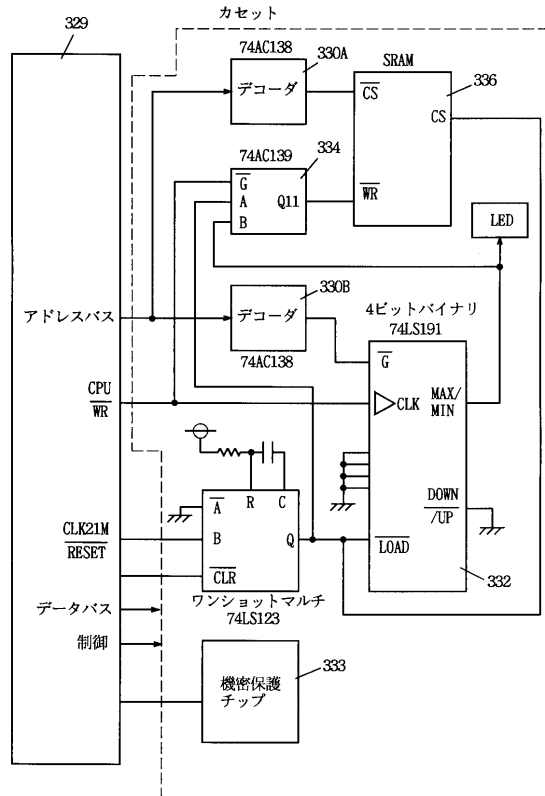 カセット
329
74AC138
330A
デコーダ
SRAM
336
CS
CS
WR
74AC139
334
G
A
B
Q11
LED
330B
デコーダ
74AC138
アドレスバス
4ビットバイナリ
74LS191
G
CLK
MAX/
MIN
DOWN
/UP
LOAD
332
CPU
WR
R
C
A
B
Q
CLR
CLK21M
RESET
ワンショットマルチ
74LS123
データバス
制御
機密保護
チップ
333